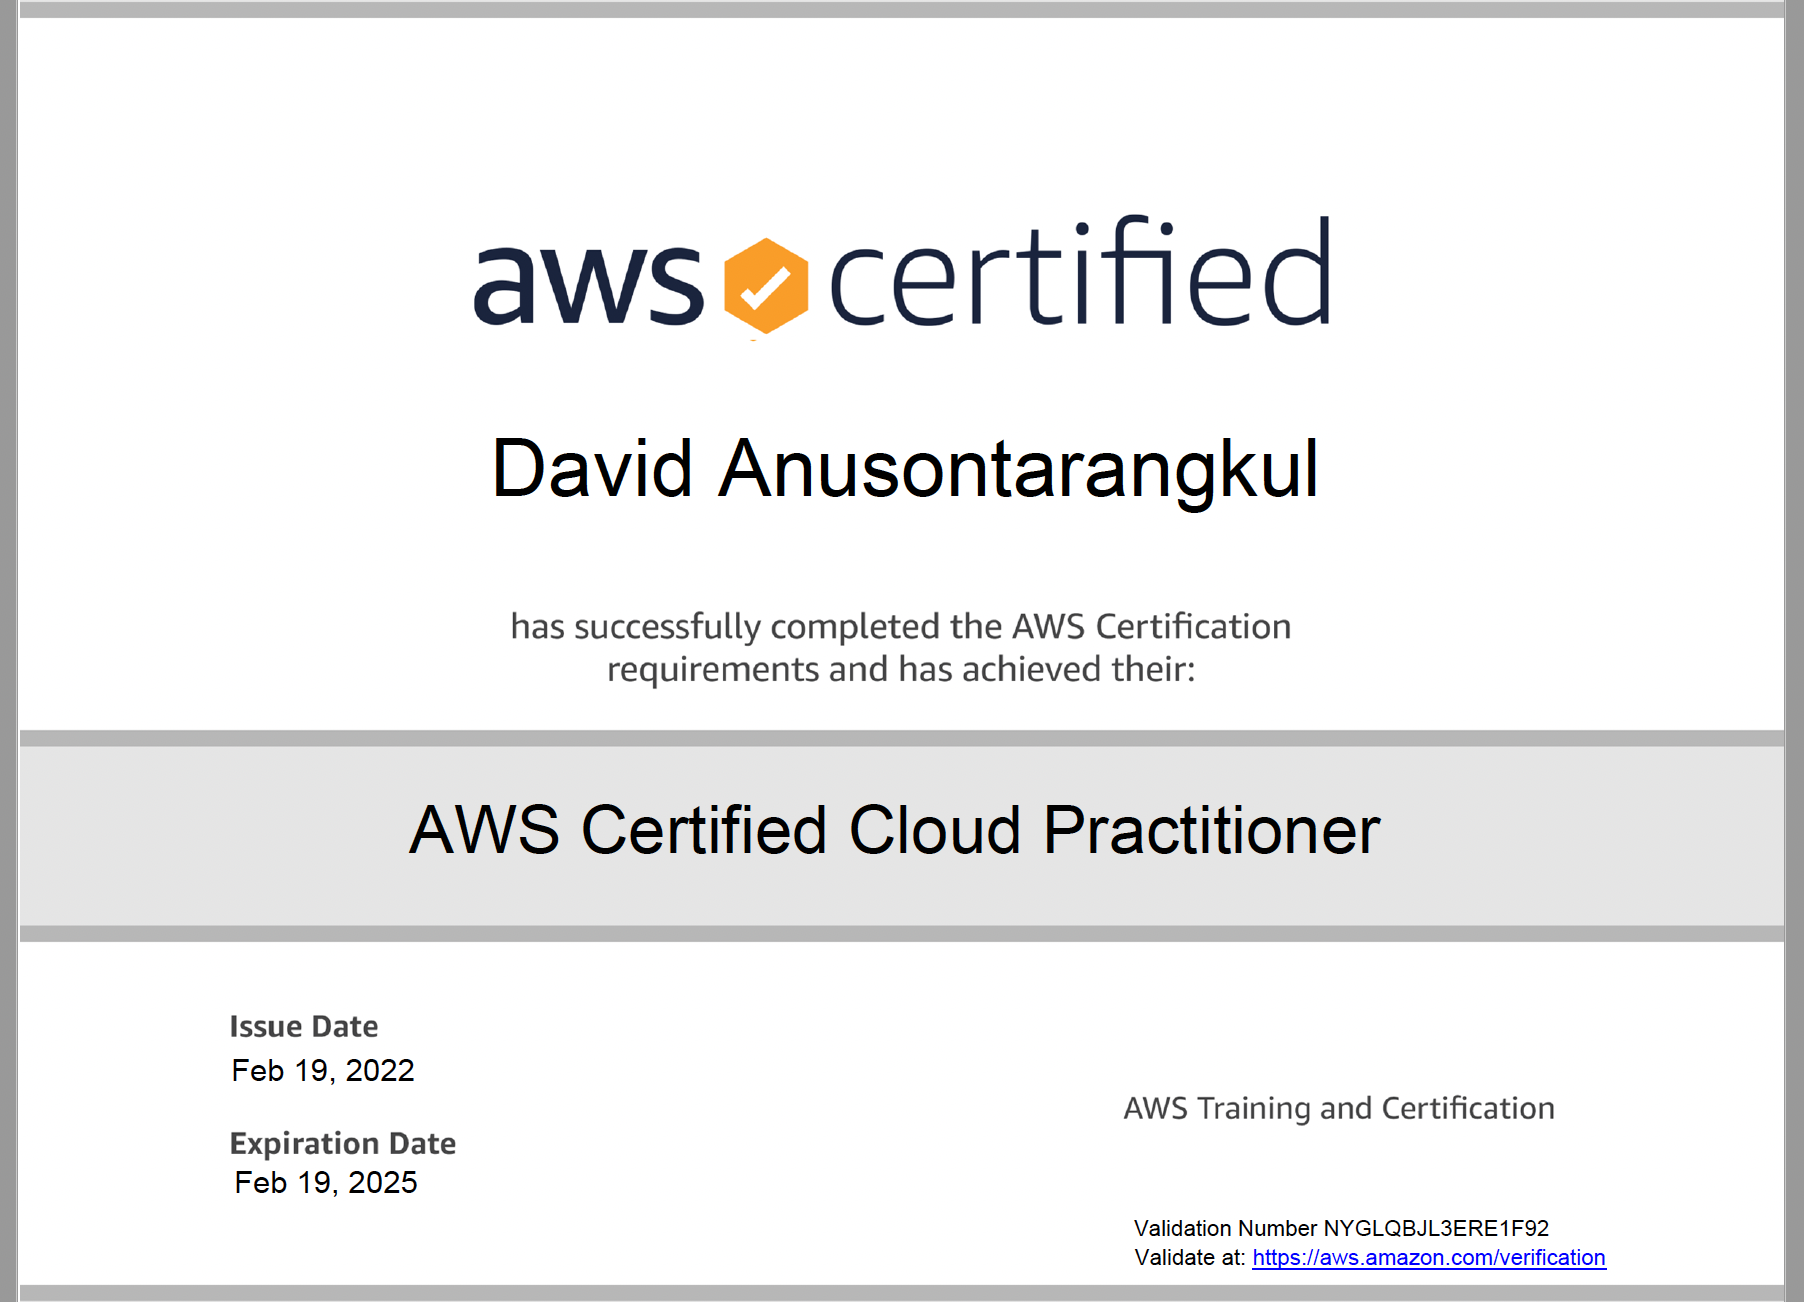 aws certified
David Anusontarangkul
has successfully completed the AWS Certification
requirements and has achieved their:
AWS Certified Cloud Practitioner
Issue Date
Feb 19, 2022
Expiration Date
Feb 19, 2025
AWS Training and Certification
Validation Number NYGLQBJL3ERE1F92
Validate at: https://aws.amazon.com/verification